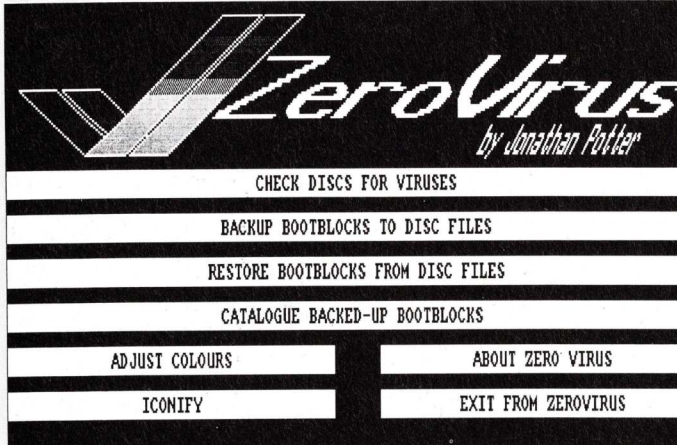 ZeroVirus
by Jonathan Potter
CHECK DISCS FOR VIRUSES
BACKUP BOOTBLOCKS TO DISC FILES
RESTORE BOOTBLOCKS FROM DISC FILES
CATALOGUE BACKED-UP BOOTBLOCKS
ADJUST COLOURS
ABOUT ZERO VIRUS
ICONIFY
EXIT FROM ZEROVIRUS